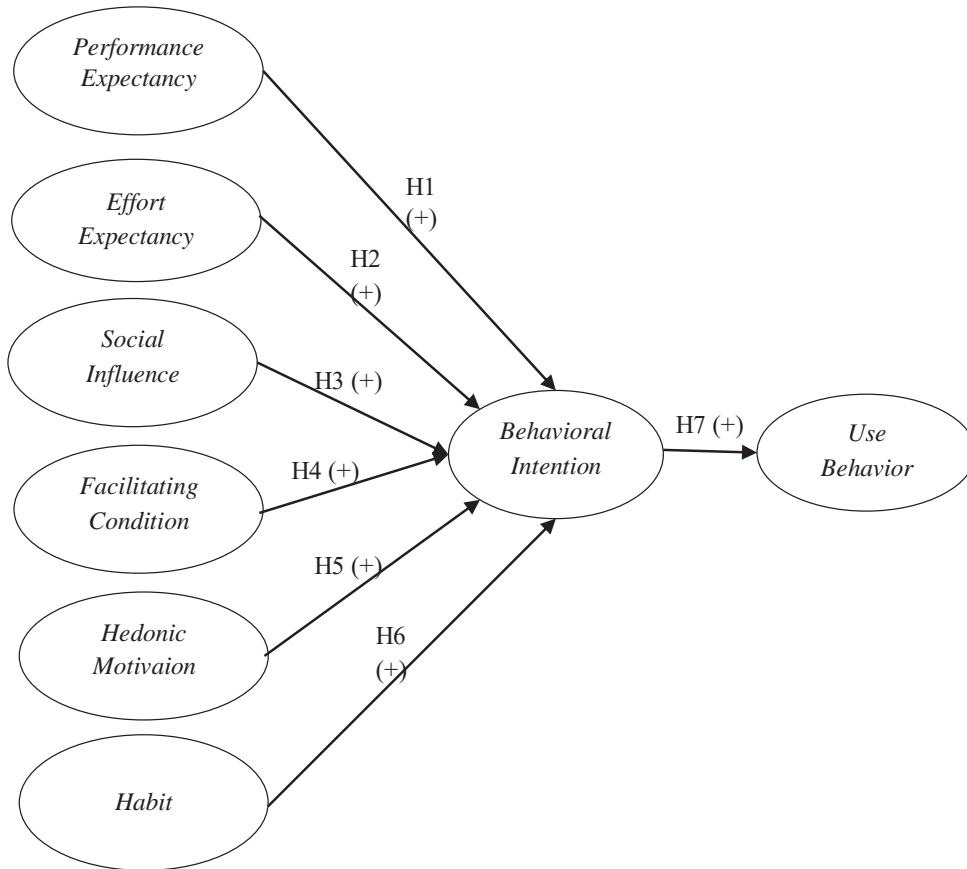 Performance
Expectancy
H1
(+)
Effort
Expectancy
H2
(+)
Social
Influence
H3 (+)
Behavioral
Intention
H7 (+)
Use
Behavior
H4 (+)
Facilitating
Condition
H5 (+)
Hedonic
Motivaion
H6
(+)
Habit